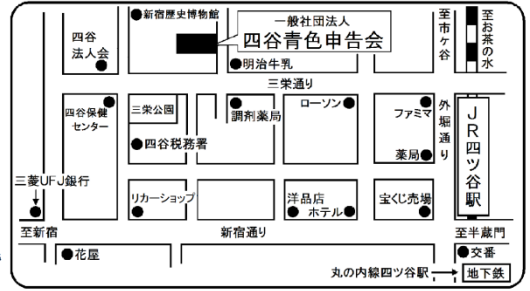 新宿歴史博物館
一般社団法人
四谷青色申告会
四谷
法人会
明治牛乳
至市ヶ谷
至お茶の水
三栄通り
四谷保健
センター
三栄公園
四谷税務署
調剤薬局
ローソン
ファミマ
薬局
外堀通り
JR四ツ谷駅
三菱UFJ銀行
リカーショップ
洋品店
ホテル
宝くじ売場
至新宿
新宿通り
至半蔵門
花屋
交番
丸の内線四ツ谷駅
地下鉄